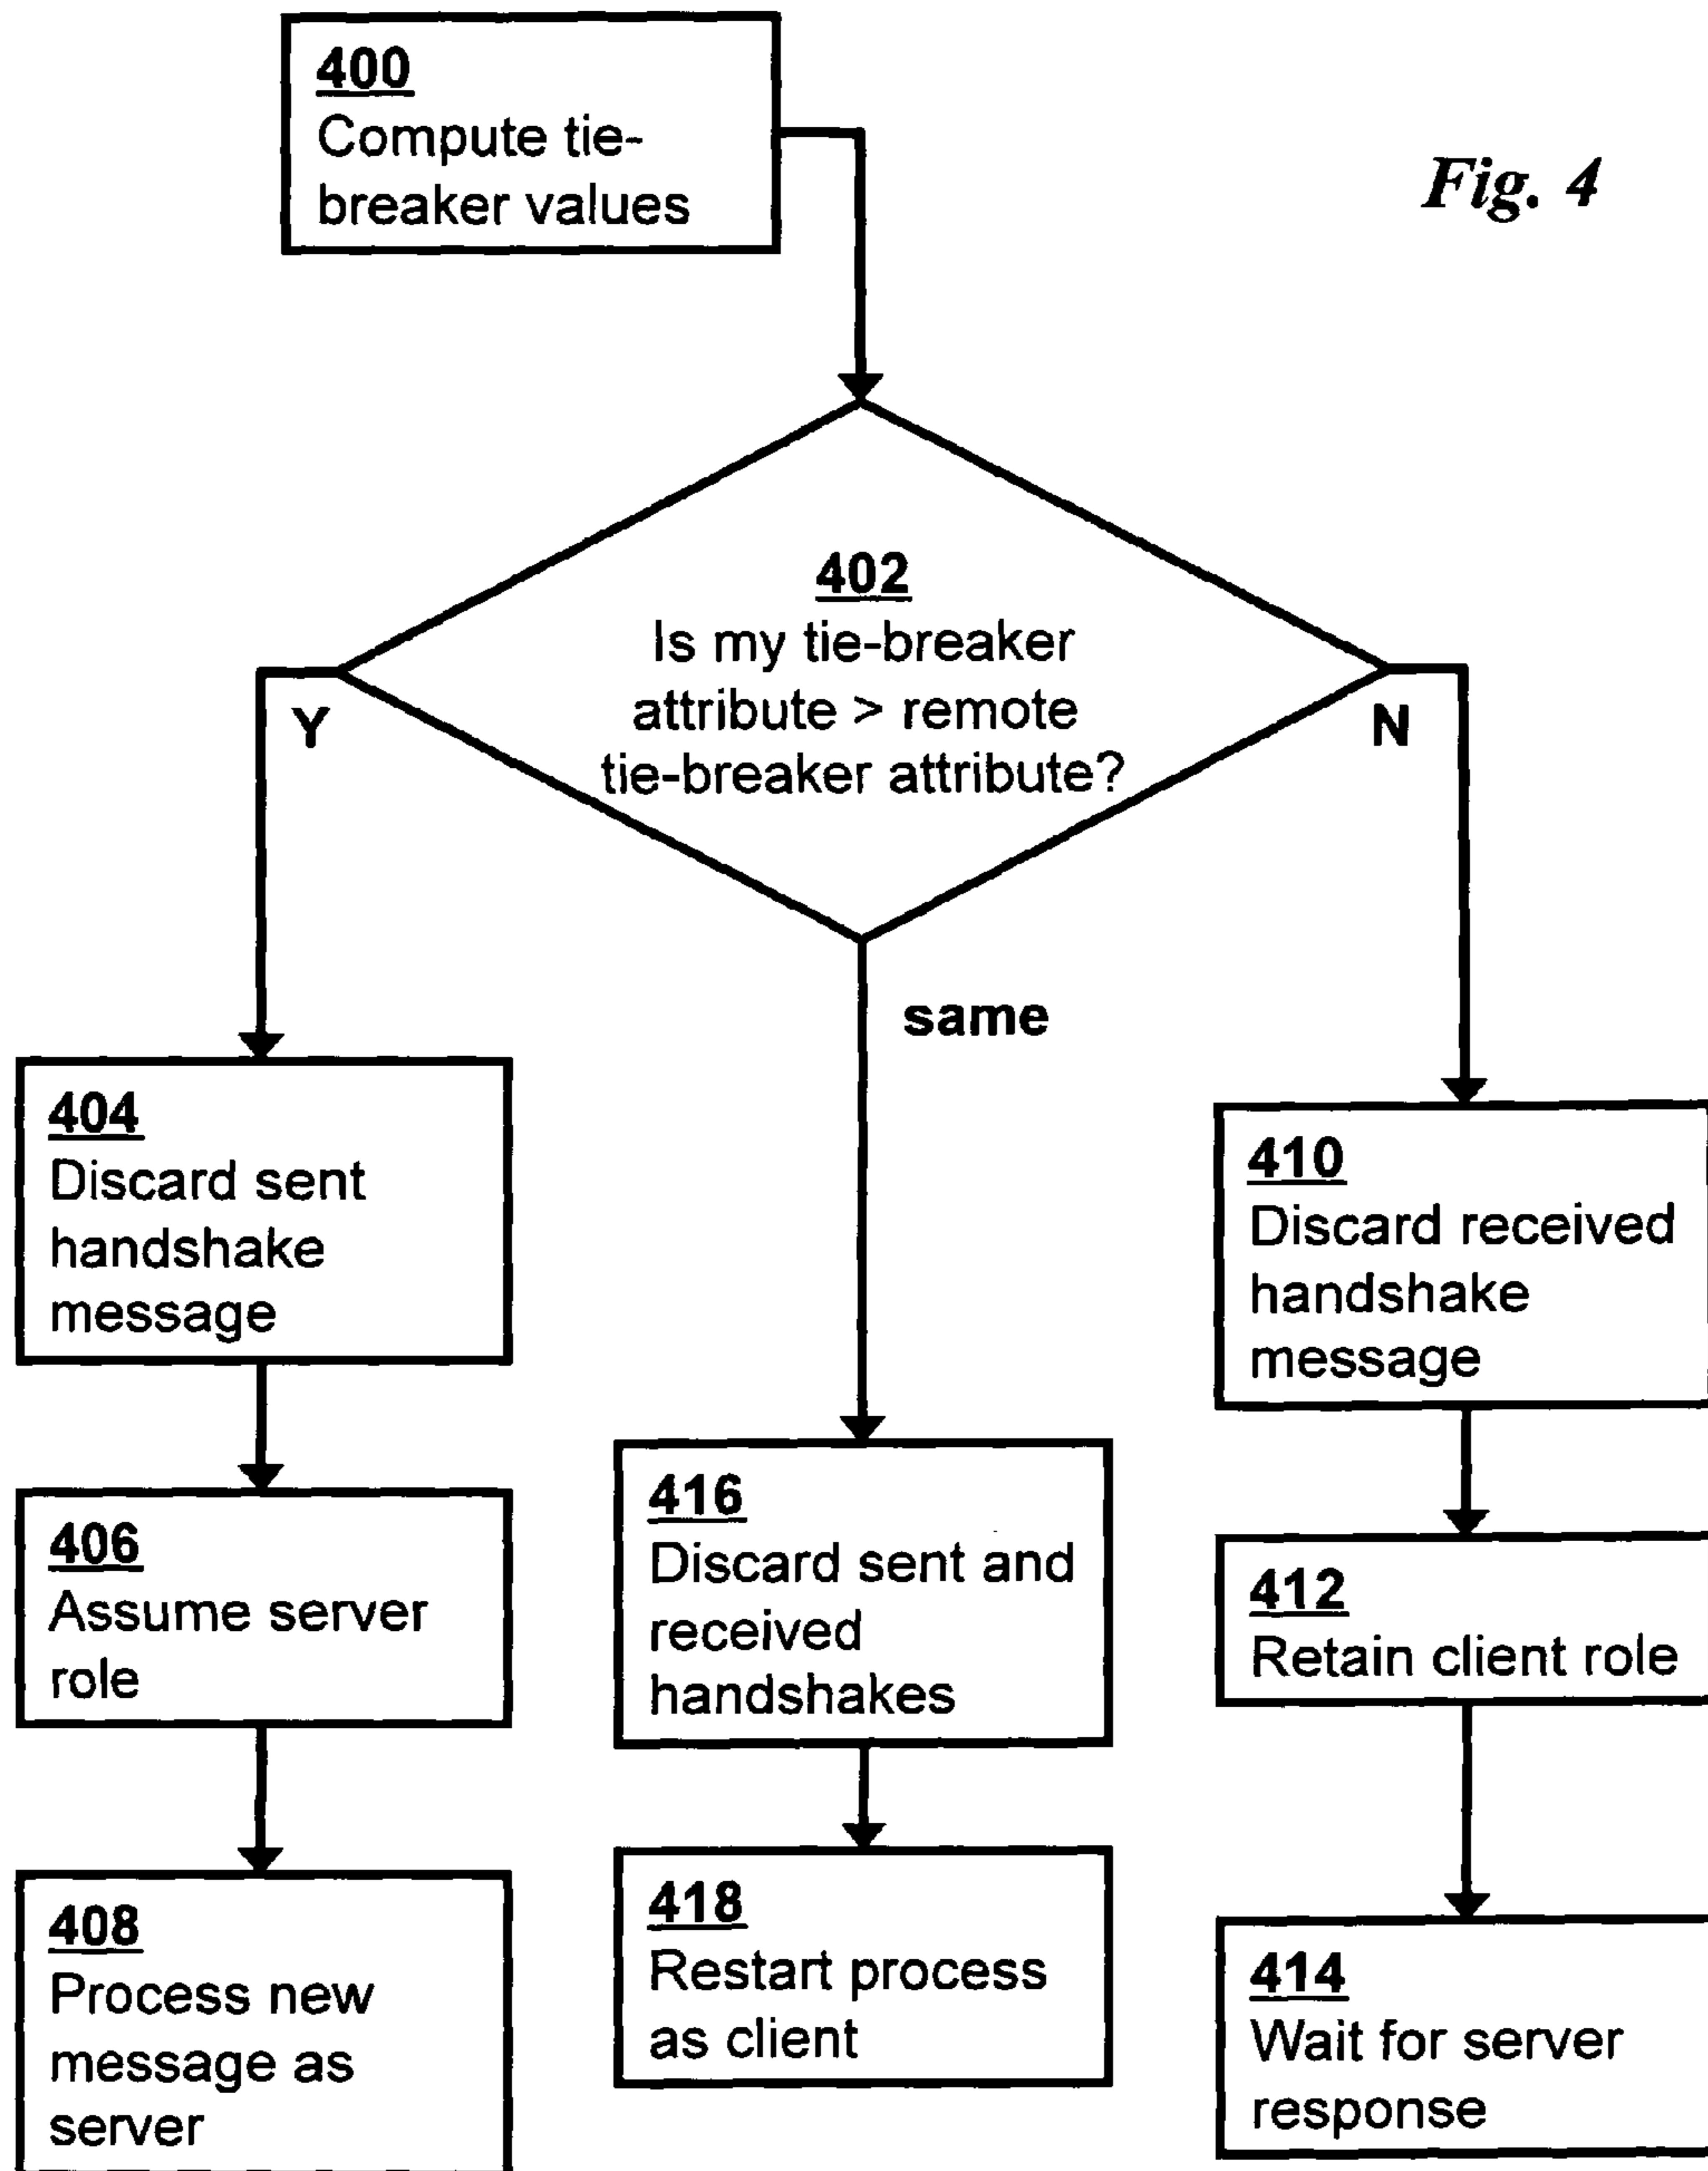 400
Compute tie-
breaker values
Fig. 4
402
Is my tie-breaker
attribute > remote
tie-breaker attribute?
Y
N
same
404
Discard sent
handshake
message
406
Assume server
role
408
Process new
message as
server
416
Discard sent and
received
handshakes
418
Restart process
as client
410
Discard received
handshake
message
412
Retain client role
414
Wait for server
response